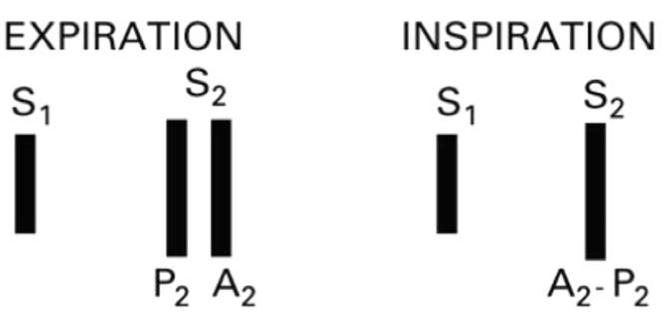 EXPIRATION
S1
S2
P2 A2
INSPIRATION
S1
S2
A2-P2